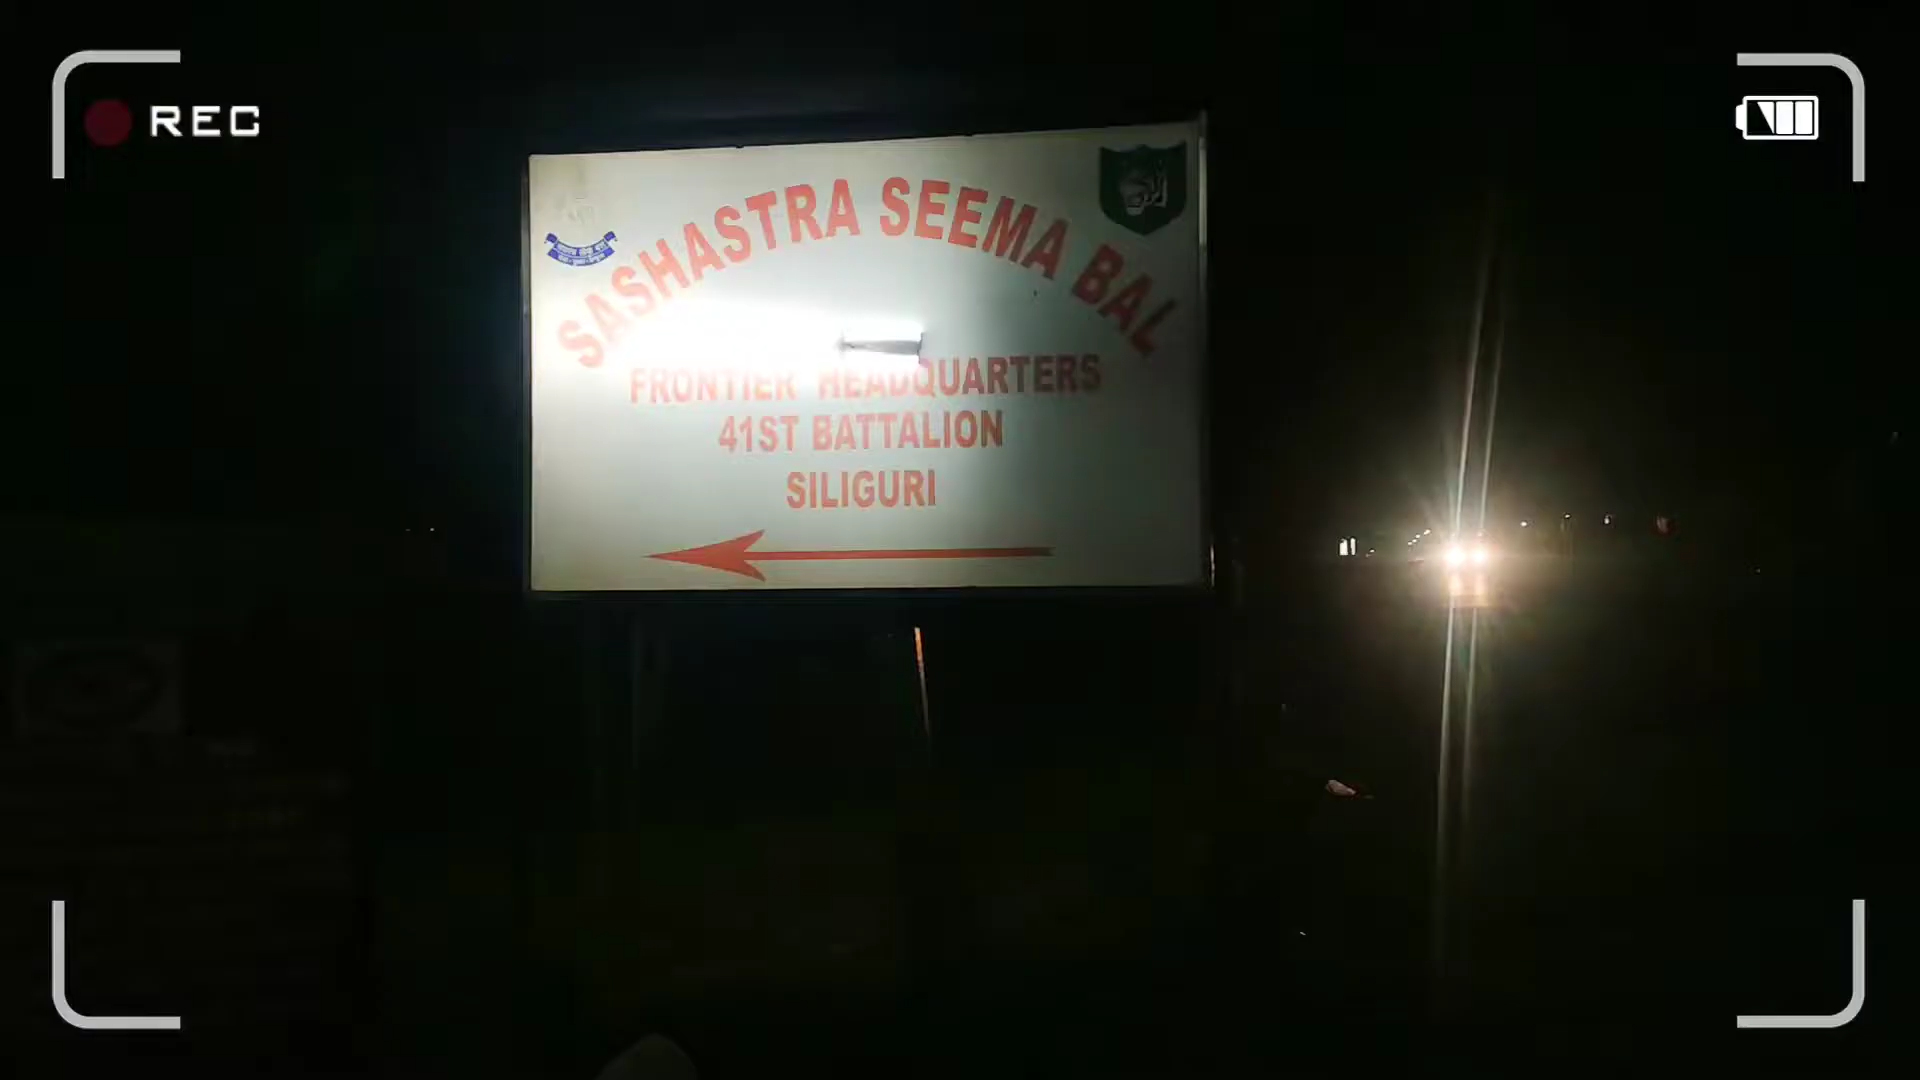 REC
SASHASTRA SEEMA BAL
FRONTIER HEADQUARTERS
41ST BATTALION
SILIGURI